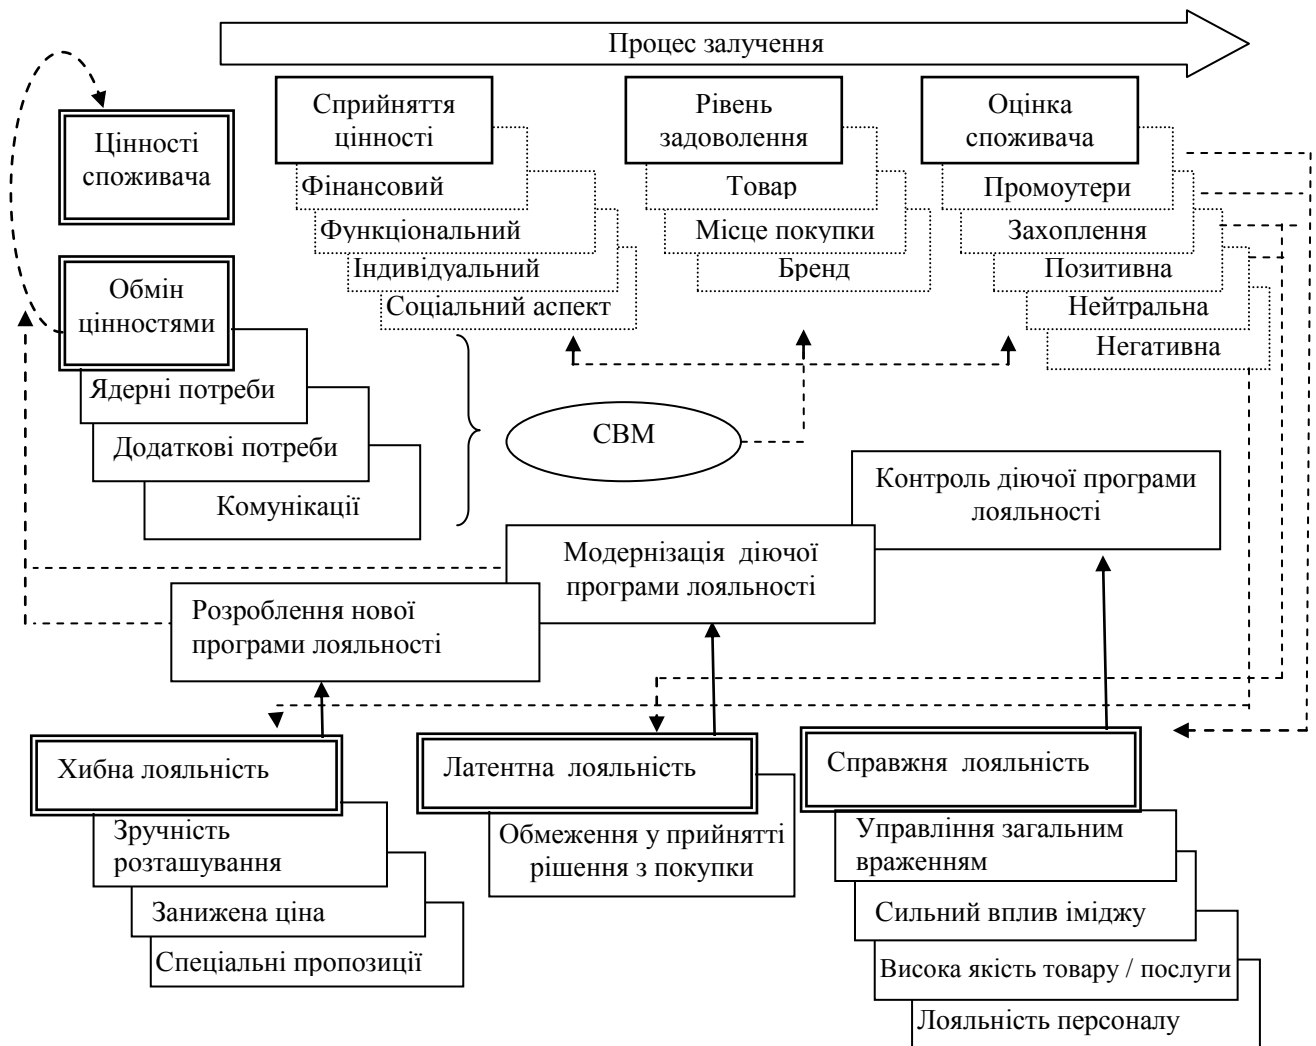 Процес залучення
Цінності
споживача
Сприйняття
цінності
Фінансовий
Функціональний
Індивідуальний
Соціальний аспект
Рівень
задоволення
Товар
Місце покупки
Бренд
Оцінка
споживача
Промоутери
Захоплення
Позитивна
Нейтральна
Негативна
Обмін
цінностями
Ядерні потреби
Додаткові потреби
Комунікації
СВМ
Контроль діючої програми
лояльності
Модернізація діючої
програми лояльності
Розроблення нової
програми лояльності
Хибна лояльність
Зручність
розташування
Занижена ціна
Спеціальні пропозиції
Латентна лояльність
Обмеження у прийнятті
рішення з покупки
Справжня лояльність
Управління загальним
враженням
Сильний вплив іміджу
Висока якість товару / послуги
Лояльність персоналу